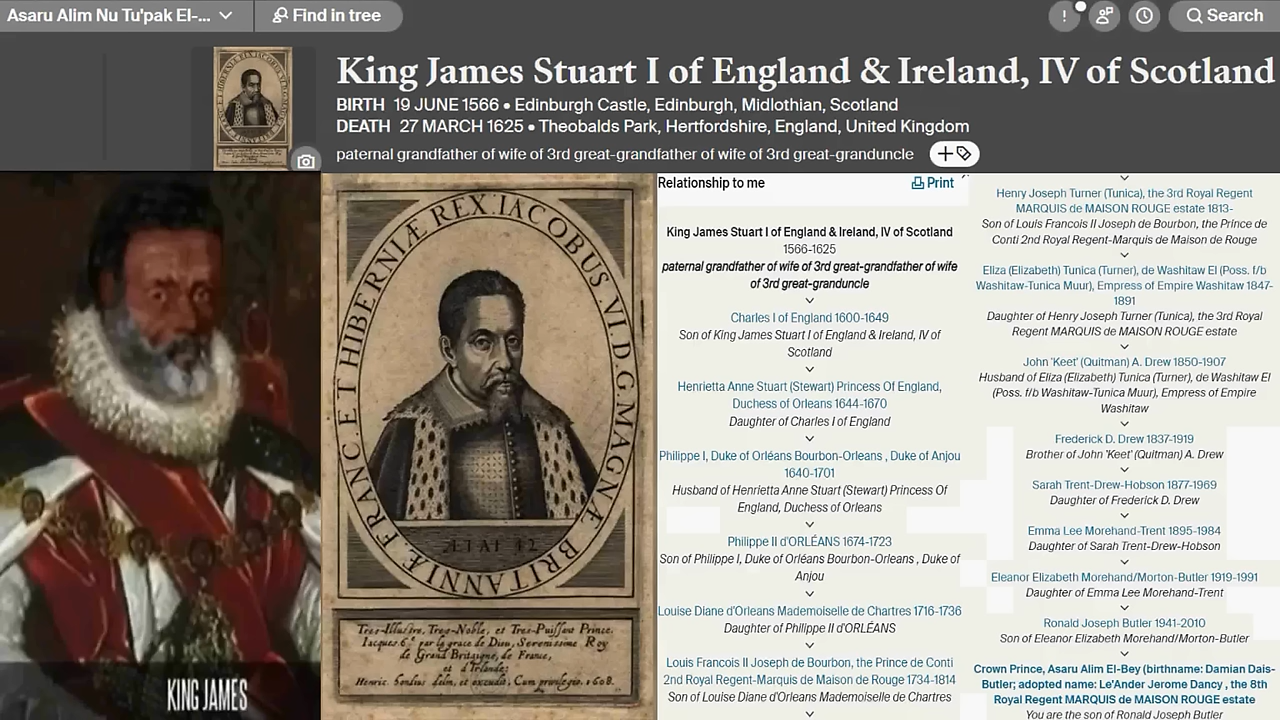 Asaru Alim Nu Tu'pak El-...
Find in tree
Search
King James Stuart I of England & Ireland, IV of Scotland
BIRTH 19 JUNE 1566 • Edinburgh Castle, Edinburgh, Midlothian, Scotland
DEATH 27 MARCH 1625 • Theobalds Park, Hertfordshire, England, United Kingdom
paternal grandfather of wife of 3rd great-grandfather of wife of 3rd great-granduncle
KING JAMES
IACOBUS.VI.D.G.MAGNÆ BRITANNIÆ FRANC.ET HIBERNIÆ REX.
ÆTAT 42
Tres-Illustre, Tres-Noble, et Tres-Puissant Prince.
Iacques 6e par la grace de Dieu, Serenissime Roy
de Grand Britaigne, de France,
et d'Irlande;
Henric. hondius delin, et excudit, Cum privilegio. 1608.
Relationship to me
Print
King James Stuart I of England & Ireland, IV of Scotland
1566-1625
paternal grandfather of wife of 3rd great-grandfather of wife
of 3rd great-granduncle
Charles I of England 1600-1649
Son of King James Stuart I of England & Ireland, IV of
Scotland
Henrietta Anne Stuart (Stewart) Princess Of England,
Duchess of Orleans 1644-1670
Daughter of Charles I of England
Philippe I, Duke of Orléans Bourbon-Orleans , Duke of Anjou
1640-1701
Husband of Henrietta Anne Stuart (Stewart) Princess Of
England, Duchess of Orleans
Philippe II d'ORLÉANS 1674-1723
Son of Philippe I, Duke of Orléans Bourbon-Orleans , Duke of
Anjou
Louise Diane d'Orleans Mademoiselle de Chartres 1716-1736
Daughter of Philippe II d'ORLÉANS
Louis Francois II Joseph de Bourbon, the Prince de Conti
2nd Royal Regent-Marquis de Maison de Rouge 1734-1814
Son of Louise Diane d'Orleans Mademoiselle de Chartres
Henry Joseph Turner (Tunica), the 3rd Royal Regent
MARQUIS de MAISON ROUGE estate 1813-
Son of Louis Francois II Joseph de Bourbon, the Prince de
Conti 2nd Royal Regent-Marquis de Maison de Rouge
Eliza (Elizabeth) Tunica (Turner), de Washitaw El (Poss. f/b
Washitaw-Tunica Muur), Empress of Empire Washitaw 1847-
1891
Daughter of Henry Joseph Turner (Tunica), the 3rd Royal
Regent MARQUIS de MAISON ROUGE estate
John 'Keet' (Quitman) A. Drew 1850-1907
Husband of Eliza (Elizabeth) Tunica (Turner), de Washitaw El
(Poss. f/b Washitaw-Tunica Muur), Empress of Empire
Washitaw
Frederick D. Drew 1837-1919
Brother of John 'Keet' (Quitman) A. Drew
Sarah Trent-Drew-Hobson 1877-1969
Daughter of Frederick D. Drew
Emma Lee Morehand-Trent 1895-1984
Daughter of Sarah Trent-Drew-Hobson
Eleanor Elizabeth Morehand/Morton-Butler 1919-1991
Daughter of Emma Lee Morehand-Trent
Ronald Joseph Butler 1941-2010
Son of Eleanor Elizabeth Morehand/Morton-Butler
Crown Prince, Asaru Alim El-Bey (birthname: Damian Dais-
Butler; adopted name: Le'Ander Jerome Dancy , the 8th
Royal Regent MARQUIS de MAISON ROUGE estate
You are the son of Ronald Joseph Butler